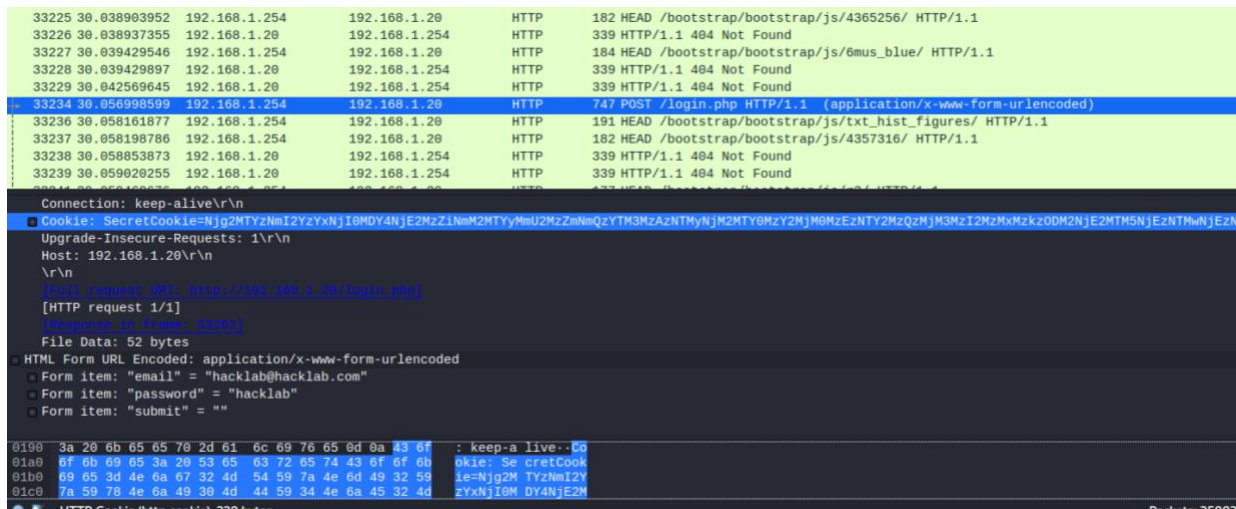 33225 30.038903952 192.168.1.254 192.168.1.20 HTTP 182 HEAD /bootstrap/bootstrap/js/4365256/ HTTP/1.1
33226 30.038937355 192.168.1.20 192.168.1.254 HTTP 339 HTTP/1.1 404 Not Found
33227 30.039429546 192.168.1.254 192.168.1.20 HTTP 184 HEAD /bootstrap/bootstrap/js/6mus_blue/ HTTP/1.1
33228 30.039429897 192.168.1.20 192.168.1.254 HTTP 339 HTTP/1.1 404 Not Found
33229 30.042569645 192.168.1.20 192.168.1.254 HTTP 339 HTTP/1.1 404 Not Found
33234 30.056998599 192.168.1.254 192.168.1.20 HTTP 747 POST /login.php HTTP/1.1 (application/x-www-form-urlencoded)
33236 30.058161877 192.168.1.254 192.168.1.20 HTTP 191 HEAD /bootstrap/bootstrap/js/txt_hist_figures/ HTTP/1.1
33237 30.058198786 192.168.1.254 192.168.1.20 HTTP 182 HEAD /bootstrap/bootstrap/js/4357316/ HTTP/1.1
33238 30.058853873 192.168.1.20 192.168.1.254 HTTP 339 HTTP/1.1 404 Not Found
33239 30.059020255 192.168.1.20 192.168.1.254 HTTP 339 HTTP/1.1 404 Not Found
Connection: keep-alive\r\n
Cookie:
Upgrade-Insecure-Requests: 1\r\n
Host: 192.168.1.20\r\n
\r\n
[Full request URI: http://192.168.1.20/login.php]
[HTTP request 1/1]
[Response in frame: 33262]
File Data: 52 bytes
HTML Form URL Encoded: application/x-www-form-urlencoded
Form item: "email" = "hacklab@hacklab.com"
Form item: "password" = "hacklab"
Form item: "submit" = ""
0190 3a 20 6b 65 65 70 2d 61 6c 69 76 65 0d 0a 43 6f : keep-a live··Co
01a0 6f 6b 69 65 3a 20 53 65 63 72 65 74 43 6f 6f 6b okie: Se cretCook
01b0 69 65 3d 4e 6a 67 32 4d 54 59 7a 4e 6d 49 32 59 ie=Njg2M TYzNmI2Y
01c0 7a 59 78 4e 6a 49 30 4d 44 59 34 4e 6a 45 32 4d zYxNjI0M DY4NjE2M